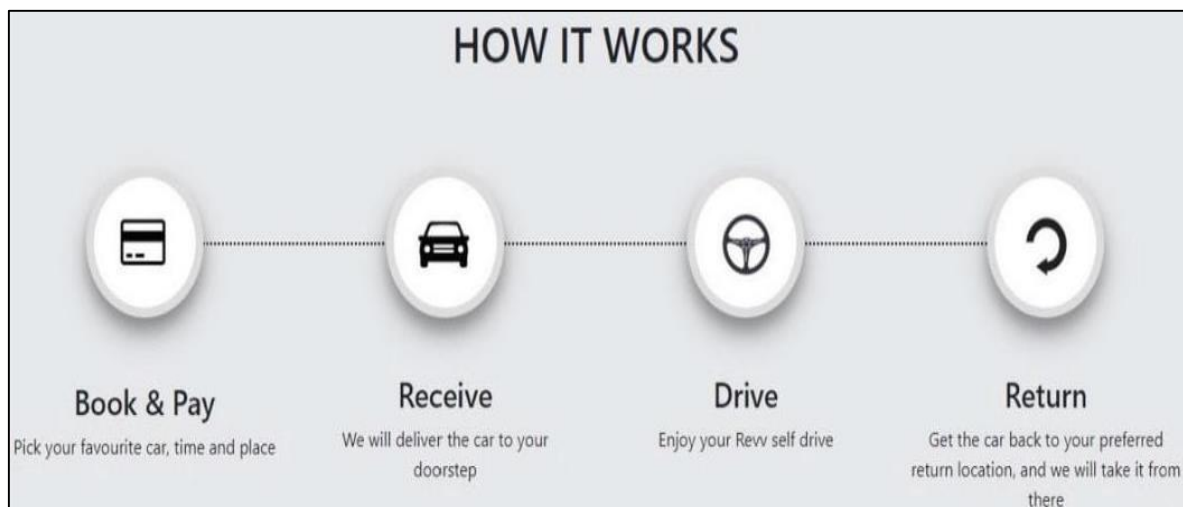 HOW IT WORKS
Book & Pay
Pick your favourite car, time and place
Receive
We will deliver the car to your
doorstep
Drive
Enjoy your Revv self drive
Return
Get the car back to your preferred
return location, and we will take it from
there